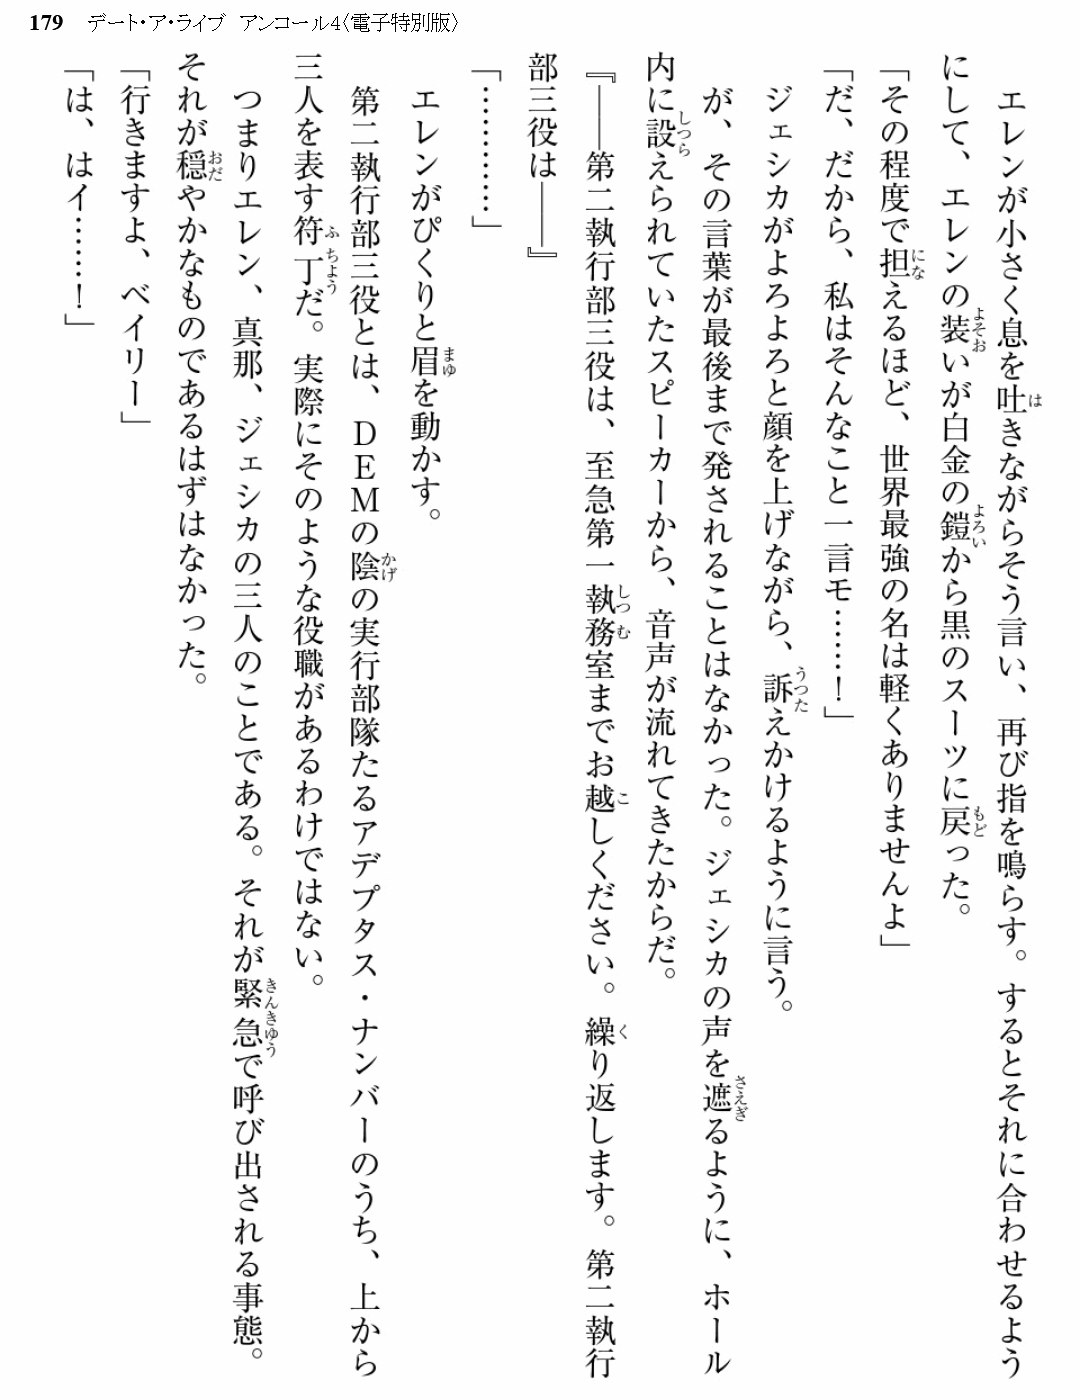 179 デート・ア・ライブ アンコール4〈電子特別版〉
エレンが小さく息を吐きながらそう言い、再び指を鳴らす。するとそれに合わせるよう
にして、エレンの装いが白金の鎧から黒のスーツに戻った。
「その程度で担えるほど、世界最強の名は軽くありませんよ」
「だ、だから、私はそんなこと一言モ……！」
ジェシカがよろよろと顔を上げながら、訴えかけるように言う。
が、その言葉が最後まで発されることはなかった。ジェシカの声を遮るように、ホール
内に設えられていたスピーカーから、音声が流れてきたからだ。
『――第二執行部三役は、至急第一執務室までお越しください。繰り返します。第二執行
部三役は――』
「…………」
エレンがぴくりと眉を動かす。
第二執行部三役とは、ＤＥＭの陰の実行部隊たるアデプタス・ナンバーのうち、上から
三人を表す符丁だ。実際にそのような役職があるわけではない。
つまりエレン、真那、ジェシカの三人のことである。それが緊急で呼び出される事態。
それが穏やかなものであるはずはなかった。
「行きますよ、ベイリー」
「は、はイ……！」